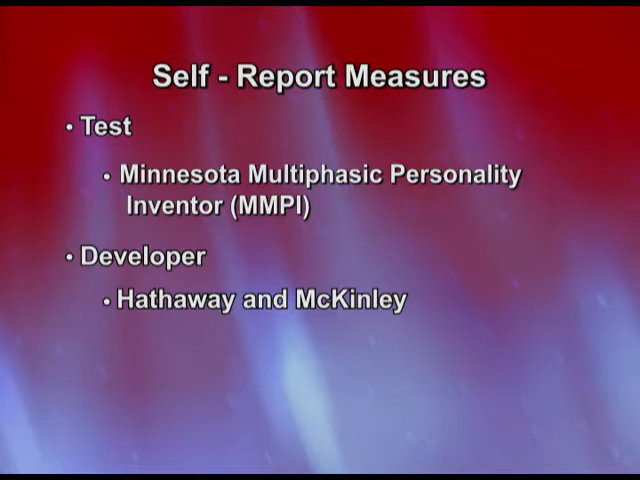 Self - Report Measures
• Test
• Minnesota Multiphasic Personality
Inventor (MMPI)
• Developer
• Hathaway and McKinley